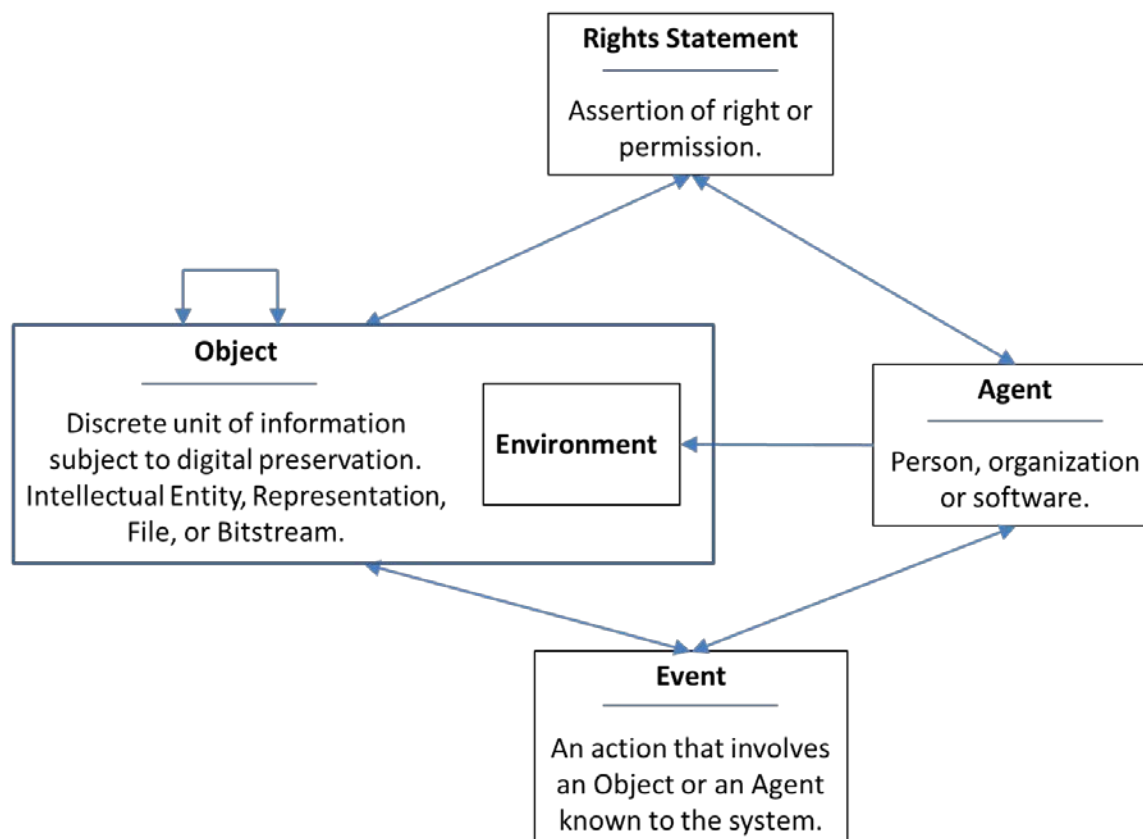 Rights Statement
Assertion of right or
permission.
Object
Discrete unit of information
subject to digital preservation.
Intellectual Entity, Representation,
File, or Bitstream.
Environment
Agent
Person, organization
or software.
Event
An action that involves
an Object or an Agent
known to the system.